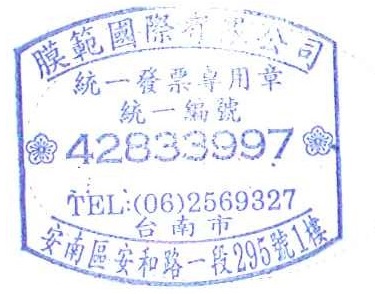 膜範國際有限公司
統一發票專用章
統一編號
42833997
TEL:(06)2569327
台南市
安南區安和路一段295號1樓